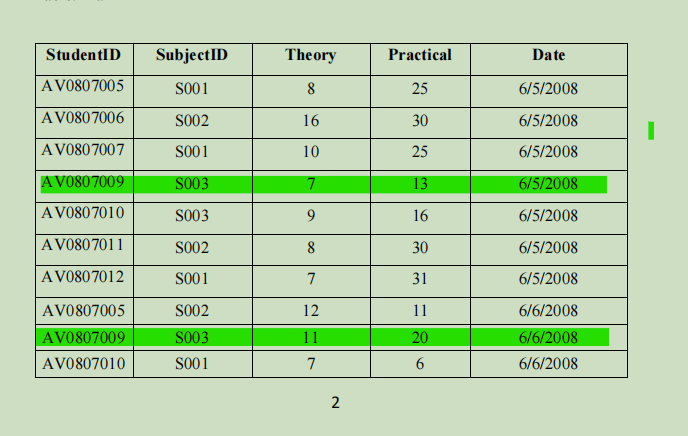 StudentID SubjectID Theory Practical Date
AV0807005 S001 8 25 6/5/2008
AV0807006 S002 16 30 6/5/2008
AV0807007 S001 10 25 6/5/2008
AV0807009 S003 7 13 6/5/2008
AV0807010 S003 9 16 6/5/2008
AV0807011 S002 8 30 6/5/2008
AV0807012 S001 7 31 6/5/2008
AV0807005 S002 12 11 6/6/2008
AV0807009 S003 11 20 6/6/2008
AV0807010 S001 7 6 6/6/2008
2